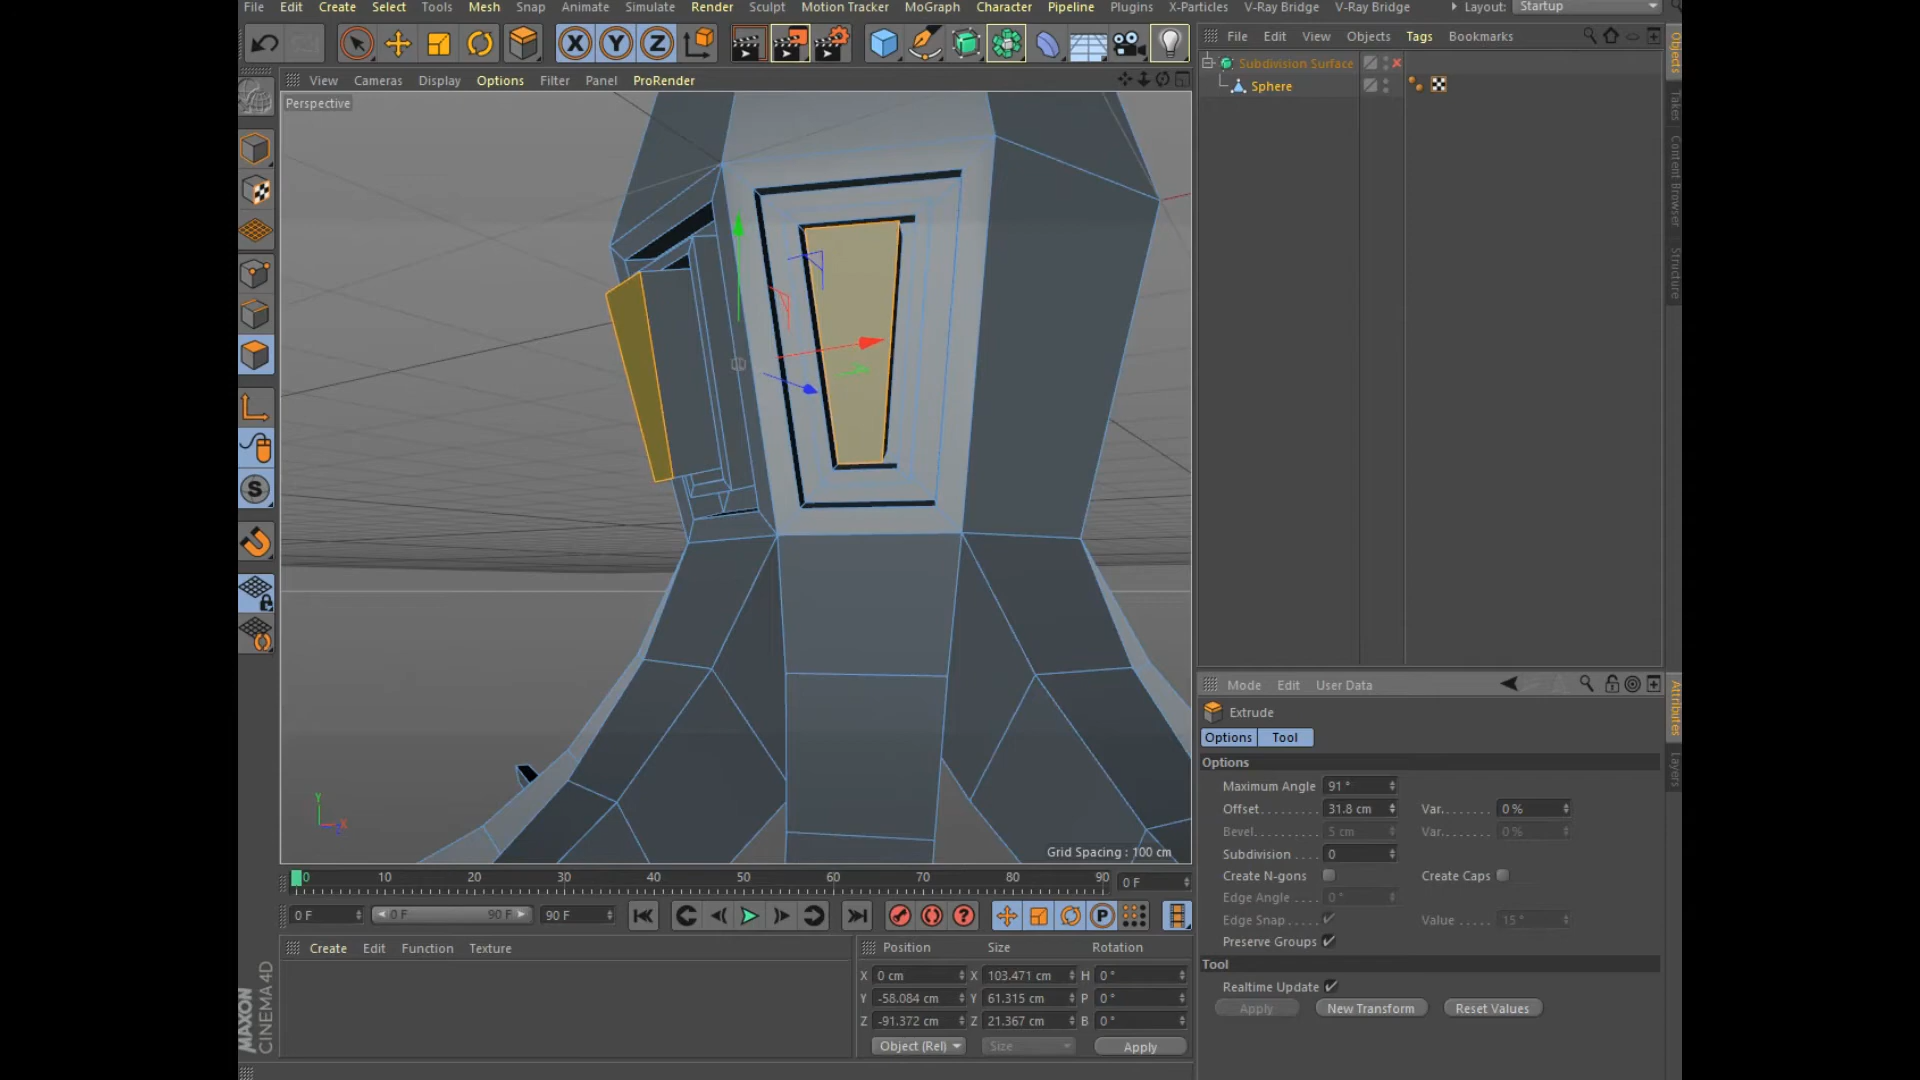 File Edit Create Select Tools Mesh Snap Animate Simulate Render Sculpt Motion Tracker MoGraph Character Pipeline Plugins X-Particles V-Ray Bridge V-Ray Bridge Layout: Startup
X Y Z
File Edit View Objects Tags Bookmarks
View Cameras Display Options Filter Panel ProRender
Perspective
Subdivision Surface
Sphere
Objects
Takes
Content Browser
Structure
S
Y
X
Grid Spacing : 100 cm
0 10 20 30 40 50 60 70 80 90 0 F
0 F 0 F 90 F 90 F
P
Create Edit Function Texture
Position Size Rotation
X 0 cm X 103.471 cm H 0 °
Y -58.084 cm Y 61.315 cm P 0 °
Z -91.372 cm Z 21.367 cm B 0 °
Object (Rel) Size Apply
MAXON
CINEMA 4D
Mode Edit User Data
Extrude
Options Tool
Options
Maximum Angle 91 °
Offset 31.8 cm Var. 0 %
Bevel 5 cm Var. 0 %
Subdivision 0
Create N-gons Create Caps
Edge Angle 0 °
Edge Snap Value 15 °
Preserve Groups
Tool
Realtime Update
Apply New Transform Reset Values
Attributes
Layers